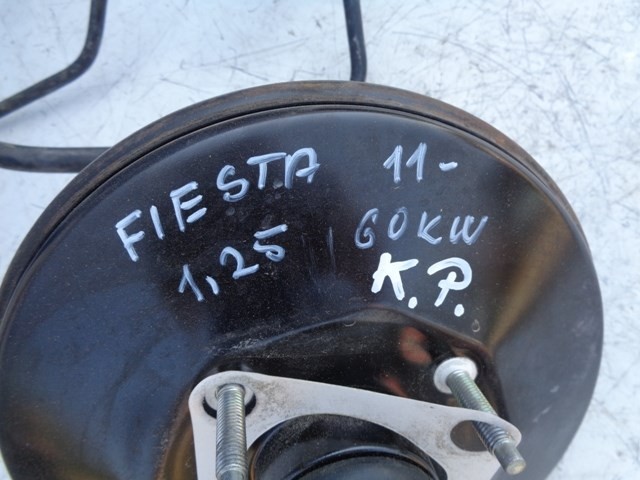 FIESTA 11-
1,25 60KW
K.P.